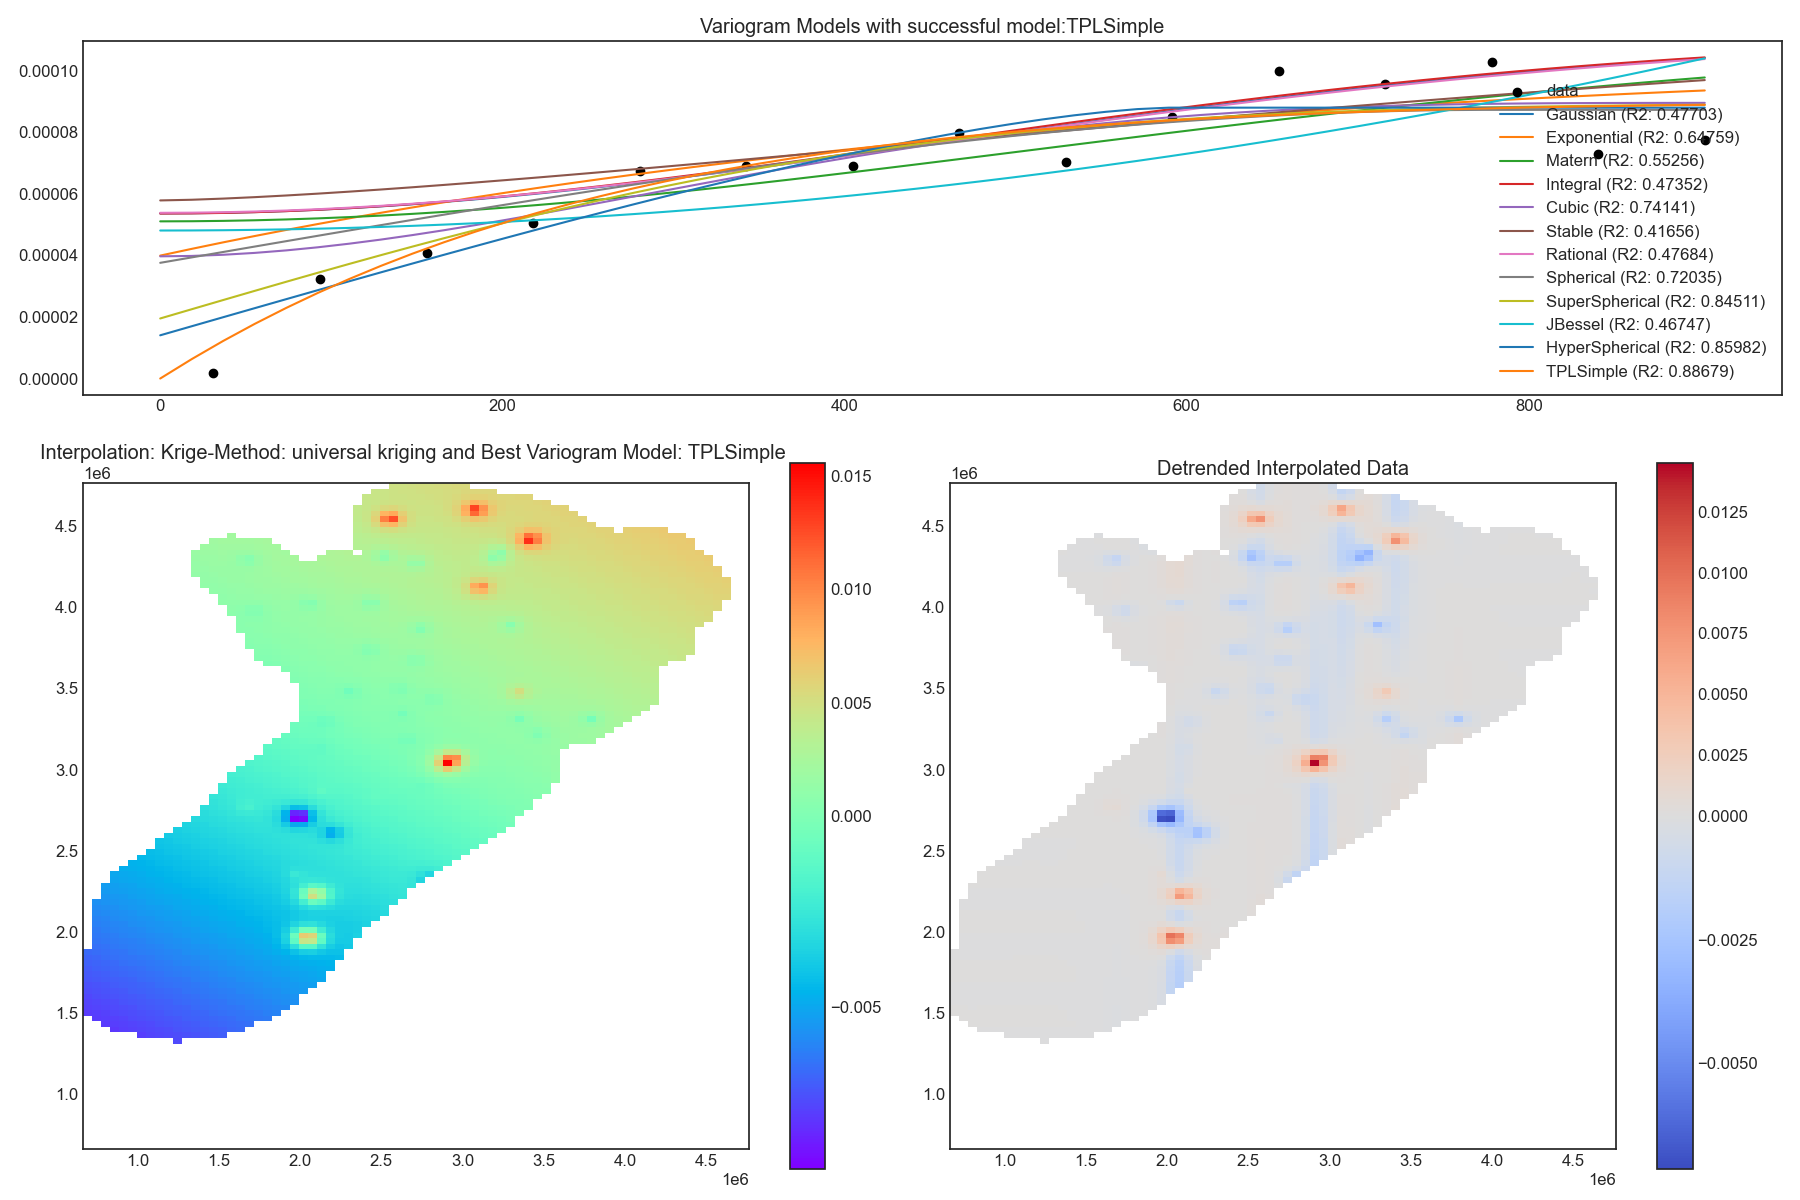 Variogram Models with successful model:TPLSimple
0.00010
0.00008
0.00006
0.00004
0.00002
0.00000
0
200
400
600
800
data
Gaussian (R2: 0.47703)
Exponential (R2: 0.64759)
Matern (R2: 0.55256)
Integral (R2: 0.47352)
Cubic (R2: 0.74141)
Stable (R2: 0.41656)
Rational (R2: 0.47684)
Spherical (R2: 0.72035)
SuperSpherical (R2: 0.84511)
JBessel (R2: 0.46747)
HyperSpherical (R2: 0.85982)
TPLSimple (R2: 0.88679)
Interpolation: Krige-Method: universal kriging and Best Variogram Model: TPLSimple
1e6
4.5
4.0
3.5
3.0
2.5
2.0
1.5
1.0
1.0
1.5
2.0
2.5
3.0
3.5
4.0
4.5
1e6
0.015
0.010
0.005
0.000
−0.005
Detrended Interpolated Data
1e6
4.5
4.0
3.5
3.0
2.5
2.0
1.5
1.0
1.0
1.5
2.0
2.5
3.0
3.5
4.0
4.5
1e6
0.0125
0.0100
0.0075
0.0050
0.0025
0.0000
−0.0025
−0.0050